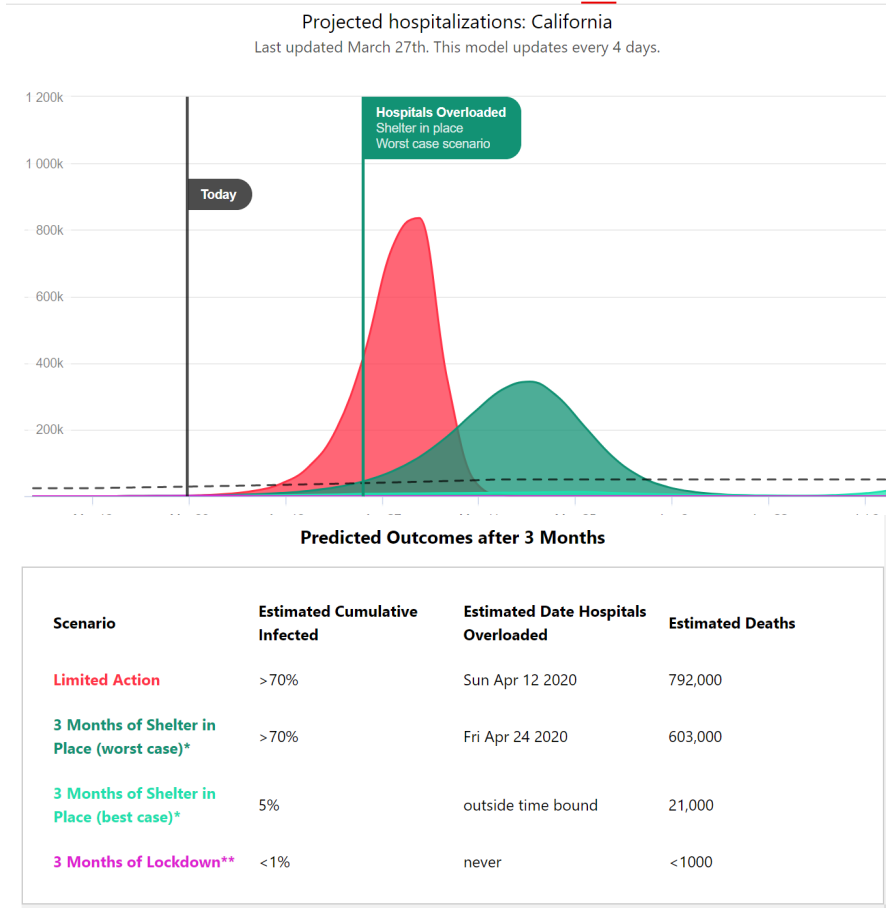 Projected hospitalizations: California
Last updated March 27th. This model updates every 4 days.
1 200k
Hospitals Overloaded
Shelter in place
Worst case scenario
1 000k
Today
800k
600k
400k
200k
Predicted Outcomes after 3 Months
Scenario
Estimated Cumulative
Infected
Estimated Date Hospitals
Overloaded
Estimated Deaths
Limited Action
>70%
Sun Apr 12 2020
792,000
3 Months of Shelter in
Place (worst case)*
>70%
Fri Apr 24 2020
603,000
3 Months of Shelter in
Place (best case)*
5%
outside time bound
21,000
3 Months of Lockdown**
<1%
never
<1000